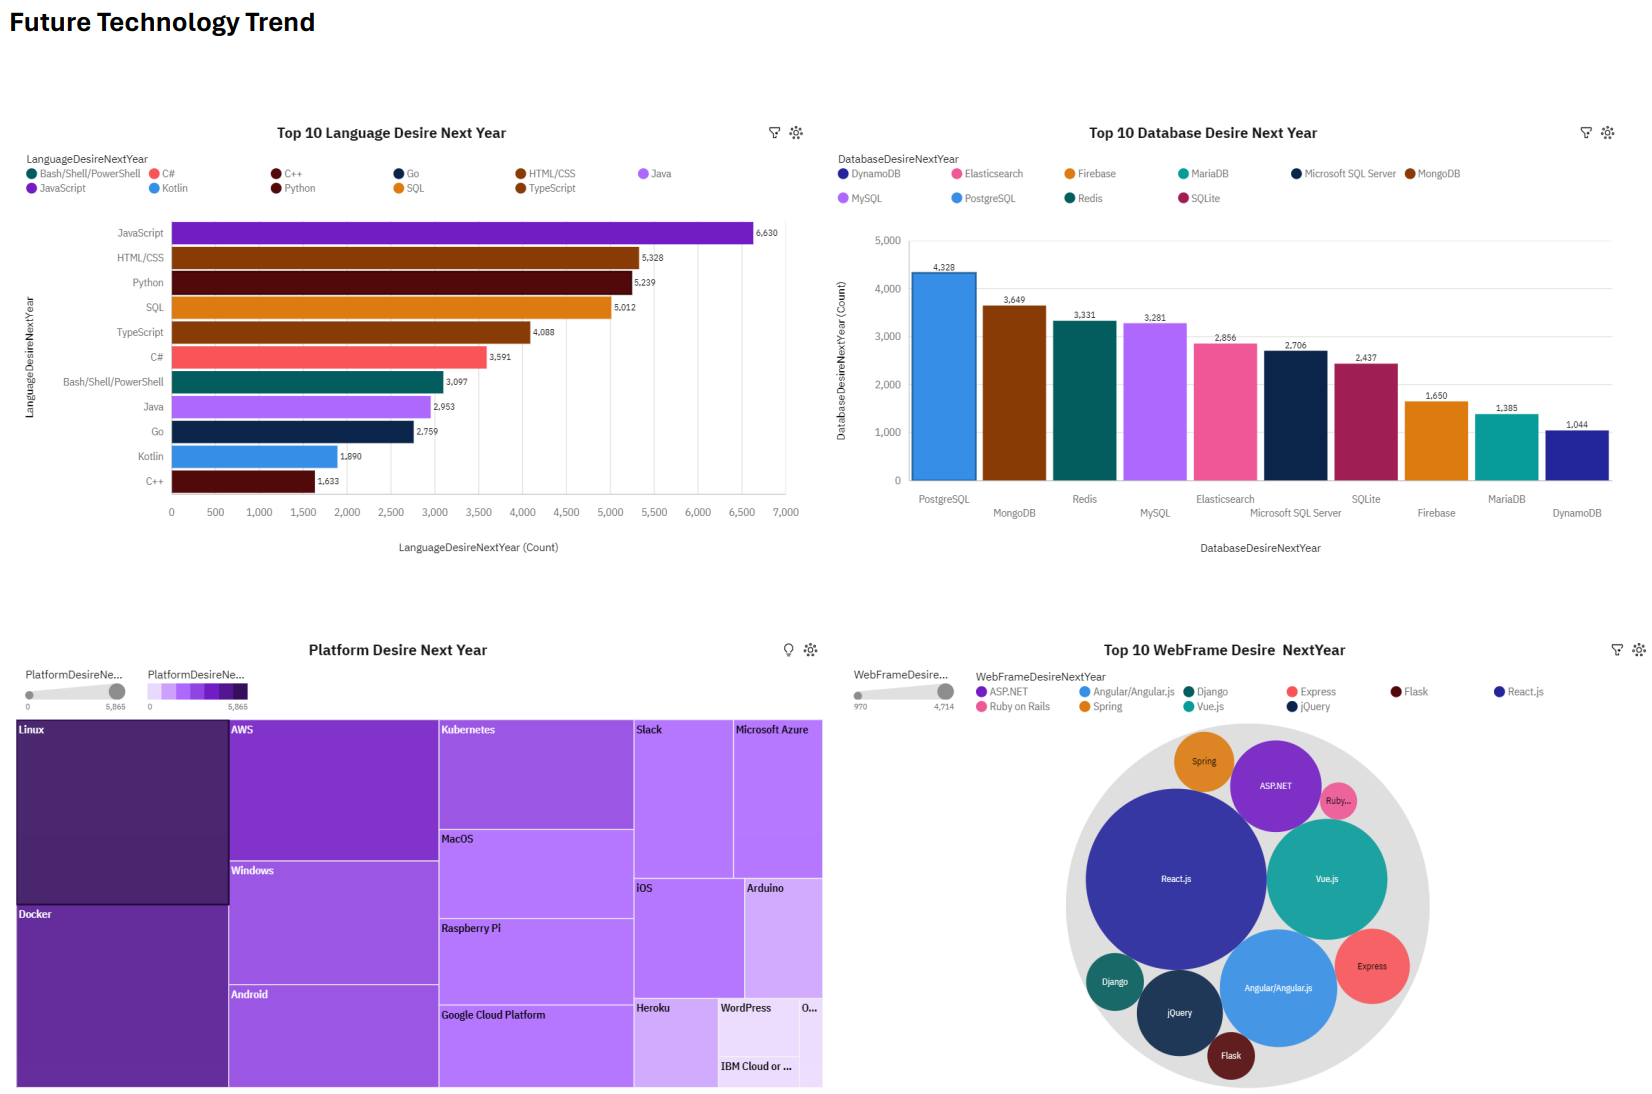 Future Technology Trend
Top 10 Language Desire Next Year
LanguageDesireNextYear
Bash/Shell/PowerShell C# C++ Go HTML/CSS Java
JavaScript Kotlin Python SQL TypeScript
LanguageDesireNextYear
JavaScript 6,630
HTML/CSS 5,328
Python 5,239
SQL 5,012
TypeScript 4,088
C# 3,591
Bash/Shell/PowerShell 3,097
Java 2,953
Go 2,759
Kotlin 1,890
C++ 1,633
0 500 1,000 1,500 2,000 2,500 3,000 3,500 4,000 4,500 5,000 5,500 6,000 6,500 7,000
LanguageDesireNextYear (Count)
Top 10 Database Desire Next Year
DatabaseDesireNextYear
DynamoDB Elasticsearch Firebase MariaDB Microsoft SQL Server MongoDB
MySQL PostgreSQL Redis SQLite
DatabaseDesireNextYear (Count)
5,000
4,000
3,000
2,000
1,000
0
4,328 3,649 3,331 3,281 2,856 2,706 2,437 1,650 1,385 1,044
PostgreSQL Redis Elasticsearch SQLite MariaDB
MongoDB MySQL Microsoft SQL Server Firebase DynamoDB
DatabaseDesireNextYear
Platform Desire Next Year
PlatformDesireNe... PlatformDesireNe...
0 5,865 0 5,865
Linux
Docker
AWS
Windows
Android
Kubernetes
MacOS
Raspberry Pi
Google Cloud Platform
Slack
Microsoft Azure
iOS
Arduino
Heroku
WordPress
O...
IBM Cloud or ...
Top 10 WebFrame Desire NextYear
WebFrameDesire...
970 4,714
WebFrameDesireNextYear
ASP.NET Angular/Angular.js Django Express Flask React.js
Ruby on Rails Spring Vue.js jQuery
Spring
ASP.NET
Ruby...
React.js
Vue.js
Express
Django
Angular/Angular.js
jQuery
Flask